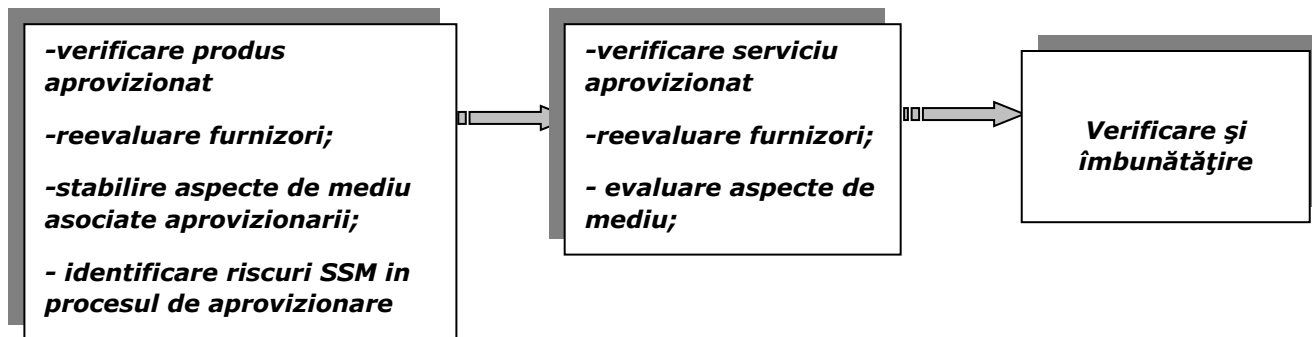 -verificare produs
aprovizionat
-reevaluare furnizori;
-stabilire aspecte de mediu
asociate aprovizionarii;
- identificare riscuri SSM in
procesul de aprovizionare
-verificare serviciu
aprovizionat
-reevaluare furnizori;
- evaluare aspecte de
mediu;
Verificare şi
îmbunătăţire